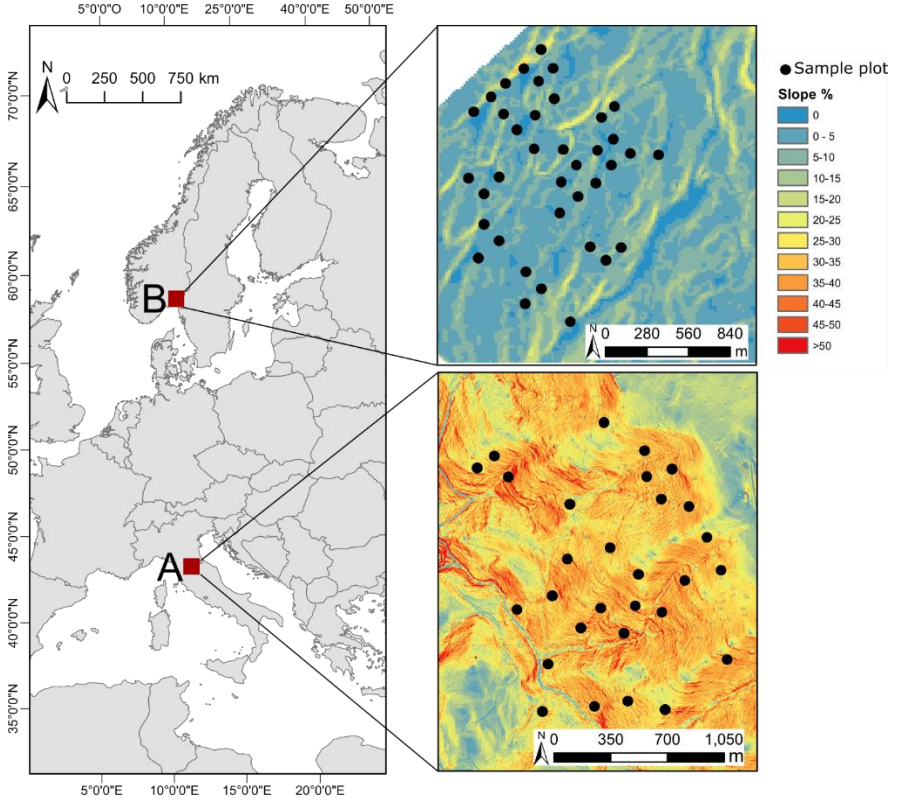 5°0'0"E 10°0'0"E 25°0'0"E 40°0'0"E 50°0'0"E
N
0 250 500 750 km
70°0'0"N
65°0'0"N
60°0'0"N
55°0'0"N
50°0'0"N
45°0'0"N
40°0'0"N
35°0'0"N
B
A
5°0'0"E 10°0'0"E 15°0'0"E 20°0'0"E
N
0 280 560 840
m
N
0 350 700 1,050
m
Sample plot
Slope %
0
0 - 5
5-10
10-15
15-20
20-25
25-30
30-35
35-40
40-45
45-50
>50